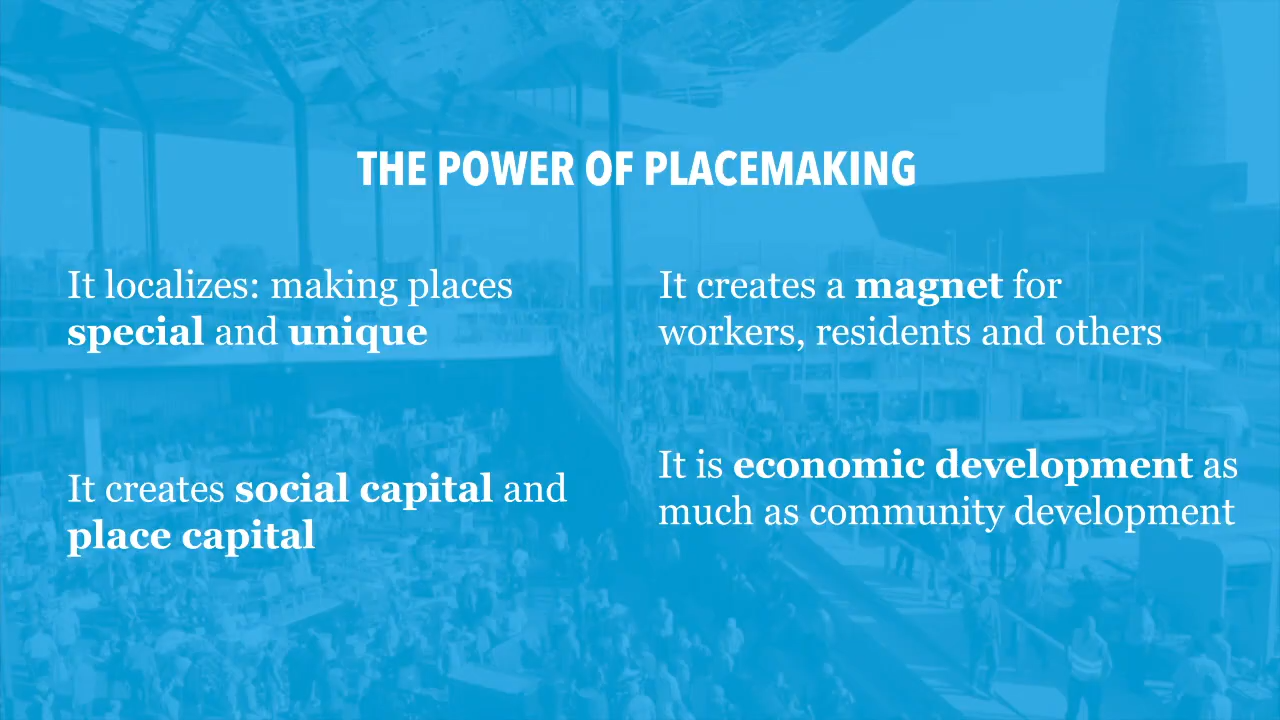 THE POWER OF PLACEMAKING
It localizes: making places
special and unique
It creates social capital and
place capital
It creates a magnet for
workers, residents and others
It is economic development as
much as community development